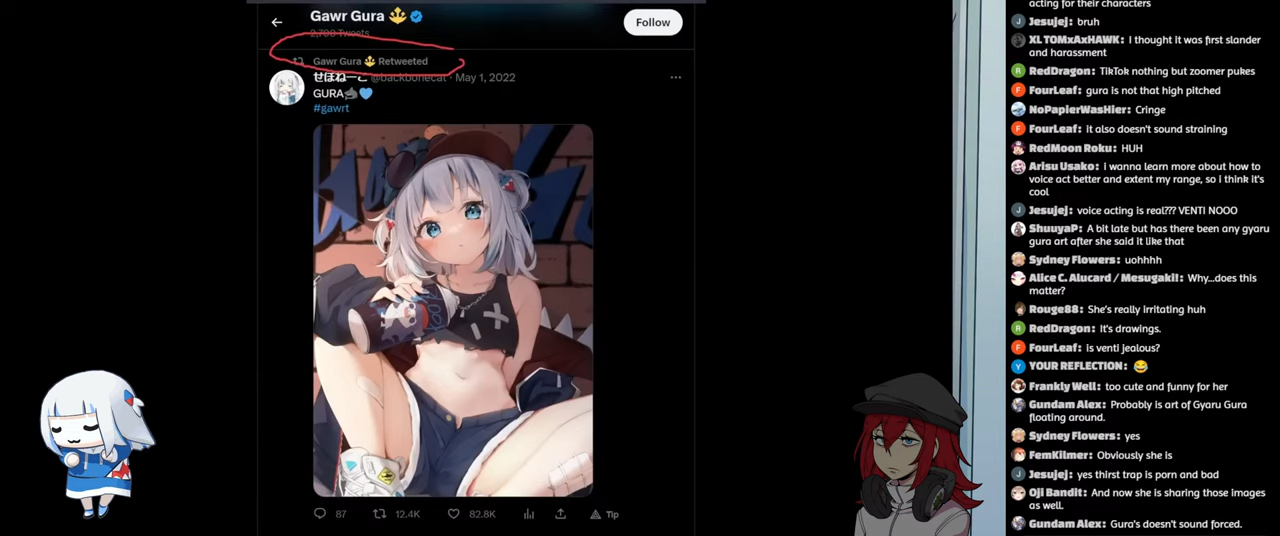 Gawr Gura
2,700 Tweets
Follow
Gawr Gura Retweeted
せぼねーこ @backbonecat · May 1, 2022
GURA
#gawrt
87
12.4K
82.8K
Tip
acting for their characters
Jesujej: bruh
XL TOMxAxHAWK: I thought it was first slander
and harassment
RedDragon: TikTok nothing but zoomer pukes
FourLeaf: gura is not that high pitched
NoPapierWasHier: Cringe
FourLeaf: it also doesn't sound straining
RedMoon Roku: HUH
Arisu Usako: i wanna learn more about how to
voice act better and extent my range, so i think it's
cool
Jesujej: voice acting is real??? VENTI NOOO
ShuuyaP: A bit late but has there been any gyaru
gura art after she said it like that
Sydney Flowers: uohhhh
Alice C. Alucard / Mesugaki!: Why...does this
matter?
Rouge88: She's really irritating huh
RedDragon: It's drawings.
FourLeaf: is venti jealous?
YOUR REFLECTION: 😂
Frankly Well: too cute and funny for her
Gundam Alex: Probably is art of Gyaru Gura
floating around.
Sydney Flowers: yes
FemKilmer: Obviously she is
Jesujej: yes thirst trap is porn and bad
Oji Bandit: And now she is sharing those images
as well.
Gundam Alex: Gura's doesn't sound forced.